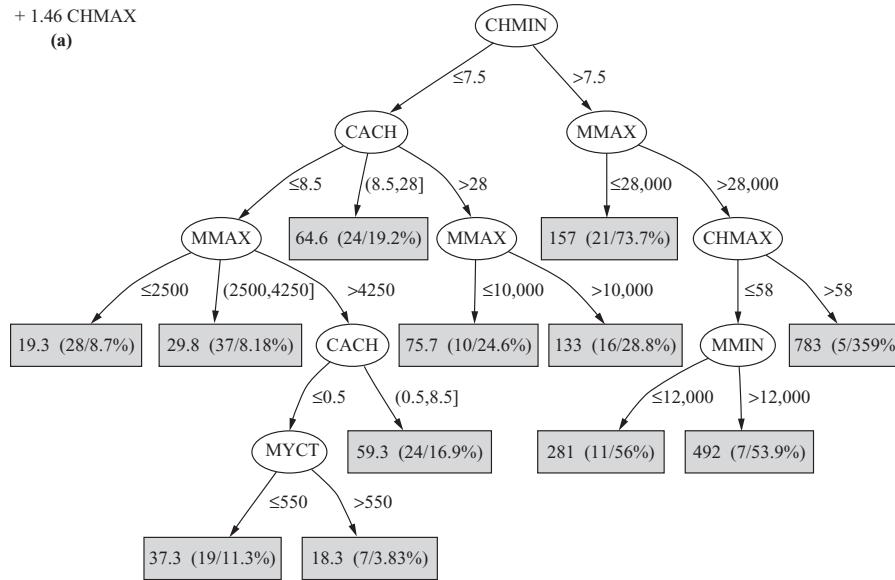 + 1.46 CHMAX
(a)
CHMIN
≤7.5
>7.5
CACH
MMAX
≤8.5
(8.5,28]
>28
≤28,000
>28,000
MMAX
64.6 (24/19.2%)
MMAX
157 (21/73.7%)
CHMAX
≤2500
(2500,4250]
>4250
≤10,000
>10,000
≤58
>58
19.3 (28/8.7%)
29.8 (37/8.18%)
CACH
75.7 (10/24.6%)
133 (16/28.8%)
MMIN
783 (5/359%
≤0.5
(0.5,8.5]
≤12,000
>12,000
MYCT
59.3 (24/16.9%)
281 (11/56%)
492 (7/53.9%)
≤550
>550
37.3 (19/11.3%)
18.3 (7/3.83%)